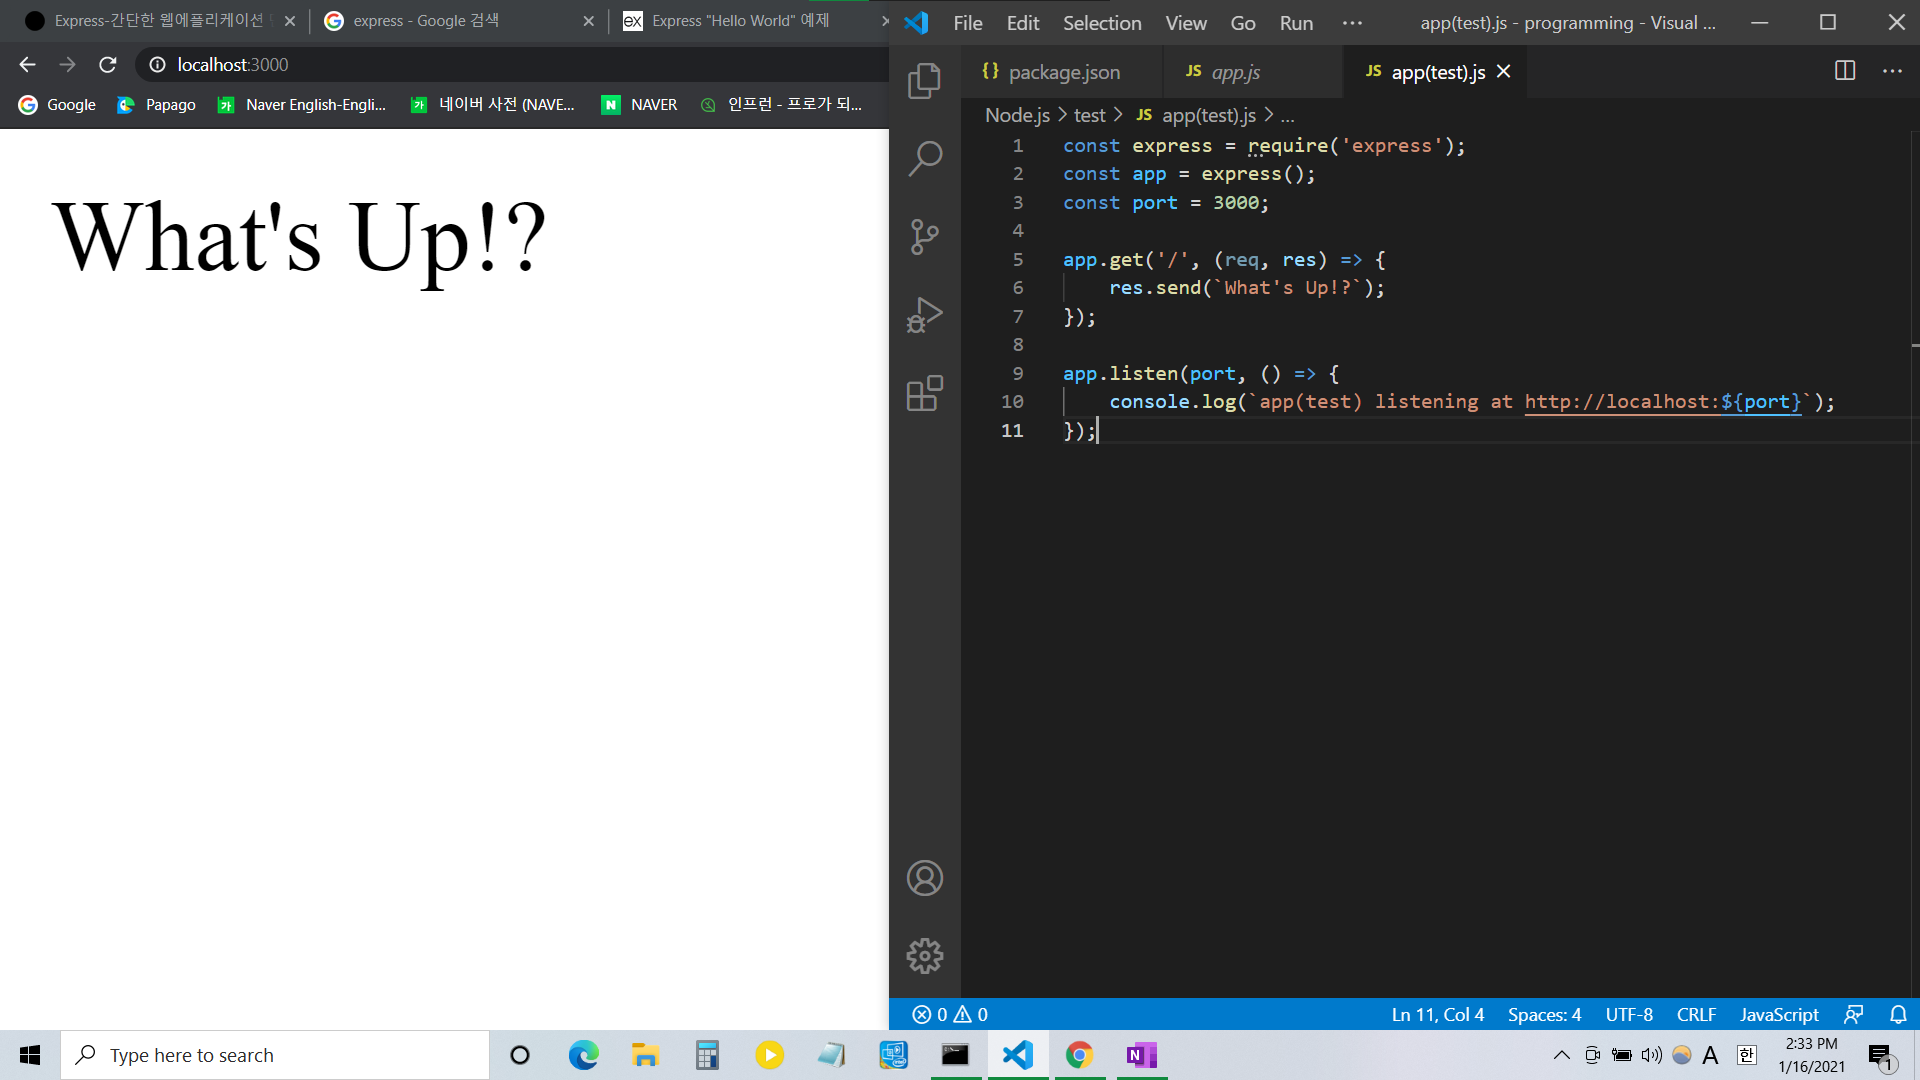 Express-간단한 웹에플리케이션
express - Google 검색
Express "Hello World" 예제
localhost:3000
Google
Papago
Naver English-Engli...
네이버 사전 (NAVE...
NAVER
인프런 - 프로가 되...
What's Up!?
File Edit Selection View Go Run ...
app(test).js - programming - Visual ...
{} package.json
JS app.js
JS app(test).js
Node.js > test > JS app(test).js > ...
1 const express = require('express');
2 const app = express();
3 const port = 3000;
4
5 app.get('/', (req, res) => {
6 res.send(`What's Up!?`);
7 });
8
9 app.listen(port, () => {
10 console.log(`app(test) listening at http://localhost:${port}`);
11 });
0 0
Ln 11, Col 4 Spaces: 4 UTF-8 CRLF JavaScript
Type here to search
A 한
2:33 PM
1/16/2021
1